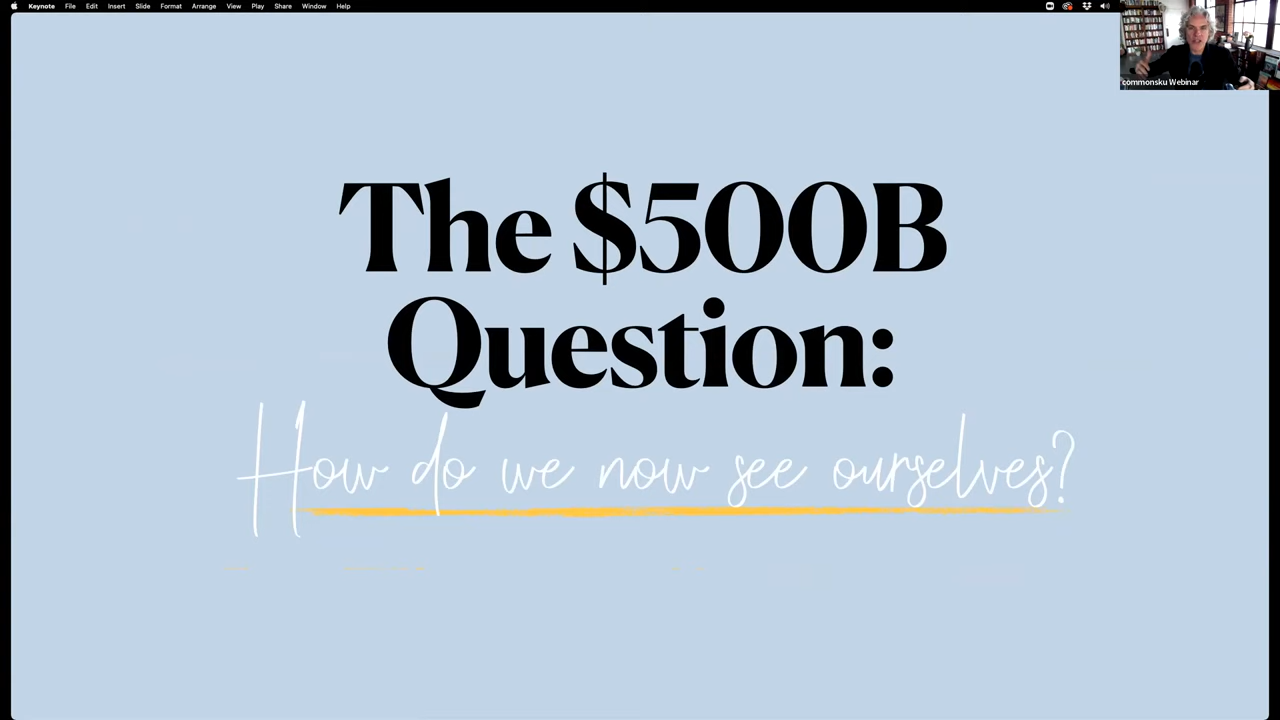 Keynote File Edit Insert Slide Format Arrange View Play Share Window Help
commonsku Webinar
The $500B
Question:
How do we now see ourselves?